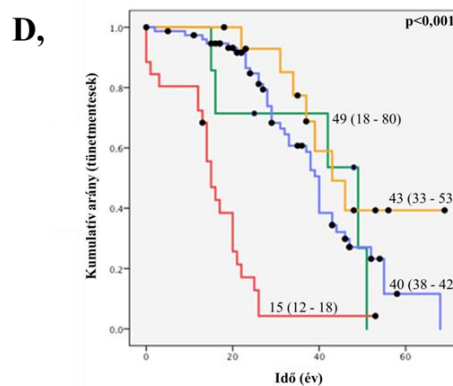 D,
p<0,001
1.0
0.8
0.6
0.4
0.2
0.0
49 (18 - 80)
43 (33 - 53
40 (38 - 42
15 (12 - 18)
0
20
40
60
Kumulatív arány (tünetmentesek)
Idő (év)